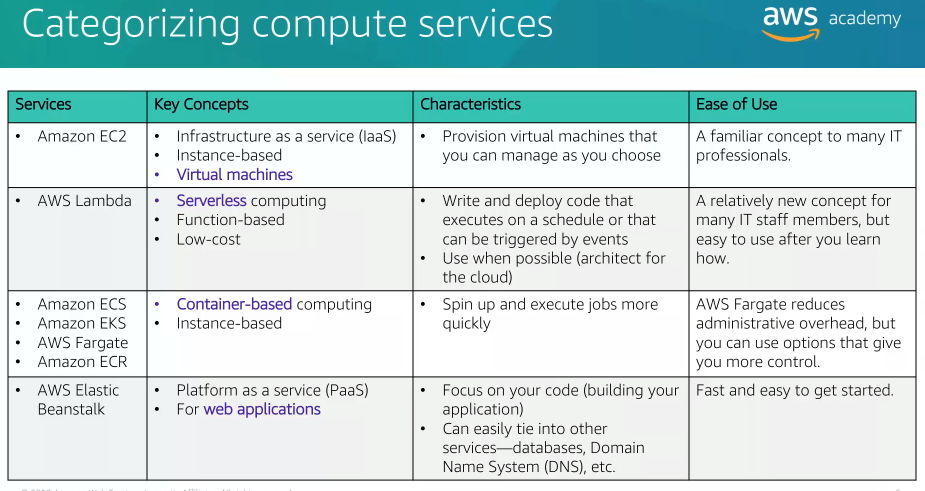 Categorizing compute services
aws academy
Services
Key Concepts
Characteristics
Ease of Use
• Amazon EC2
• Infrastructure as a service (IaaS)
• Instance-based
• Virtual machines
• Provision virtual machines that
you can manage as you choose
A familiar concept to many IT
professionals.
• AWS Lambda
• Serverless computing
• Function-based
• Low-cost
• Write and deploy code that
executes on a schedule or that
can be triggered by events
• Use when possible (architect for
the cloud)
A relatively new concept for
many IT staff members, but
easy to use after you learn
how.
• Amazon ECS
• Amazon EKS
• AWS Fargate
• Amazon ECR
• Container-based computing
• Instance-based
• Spin up and execute jobs more
quickly
AWS Fargate reduces
administrative overhead, but
you can use options that give
you more control.
• AWS Elastic
Beanstalk
• Platform as a service (PaaS)
• For web applications
• Focus on your code (building your
application)
• Can easily tie into other
services—databases, Domain
Name System (DNS), etc.
Fast and easy to get started.